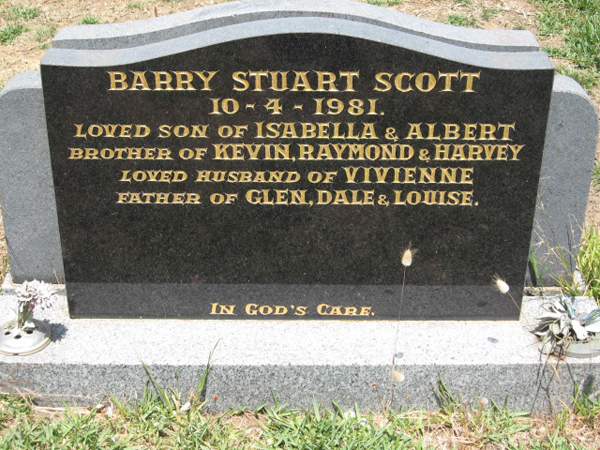 BARRY STUART SCOTT
10-4-1981.
LOVED SON OF ISABELLA & ALBERT
BROTHER OF KEVIN, RAYMOND & HARVEY
LOVED HUSBAND OF VIVIENNE
FATHER OF GLEN, DALE & LOUISE.
IN GOD'S CARE.